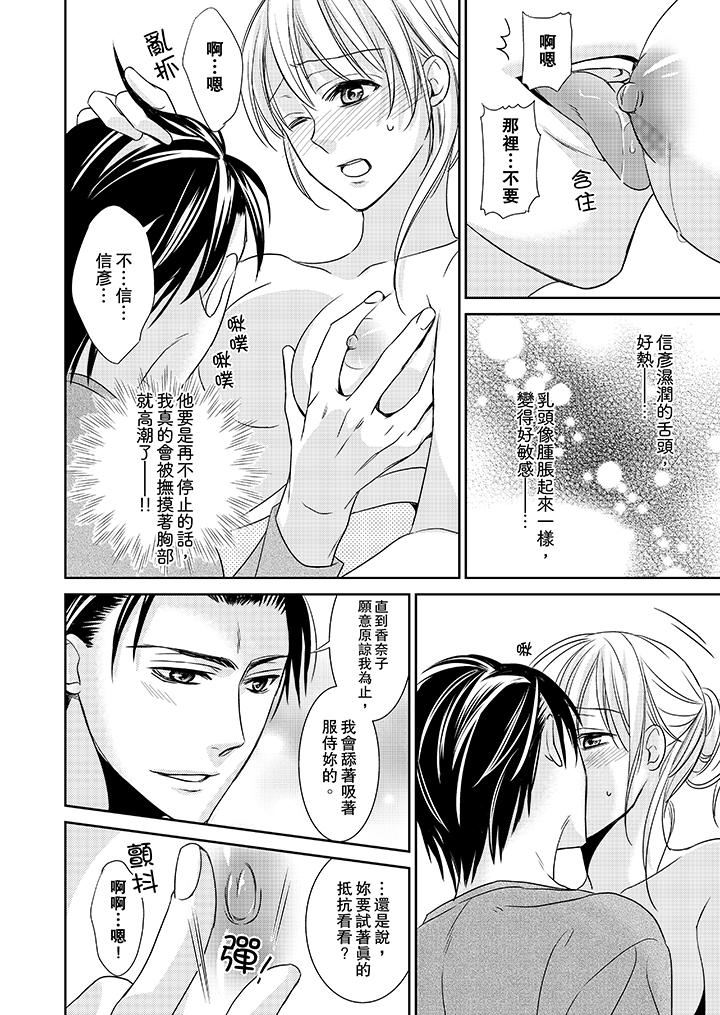 啊嗯
那裡…不要
含住
啊…嗯
亂抓
不…信…
信彥…
啾噗
啾噗
他要是再不停止的話，
我真的會被撫摸著胸部
就高潮了——!!
信彥濕潤的舌頭，
好熱——…
乳頭像腫脹起來一樣，
變得好敏感——…
啾
直到香奈子
願意原諒我為止，
我會舔著吸著
服侍妳的。
…還是說，
妳要試著真的
抵抗看看？
顫抖
啊啊…嗯！
彈！